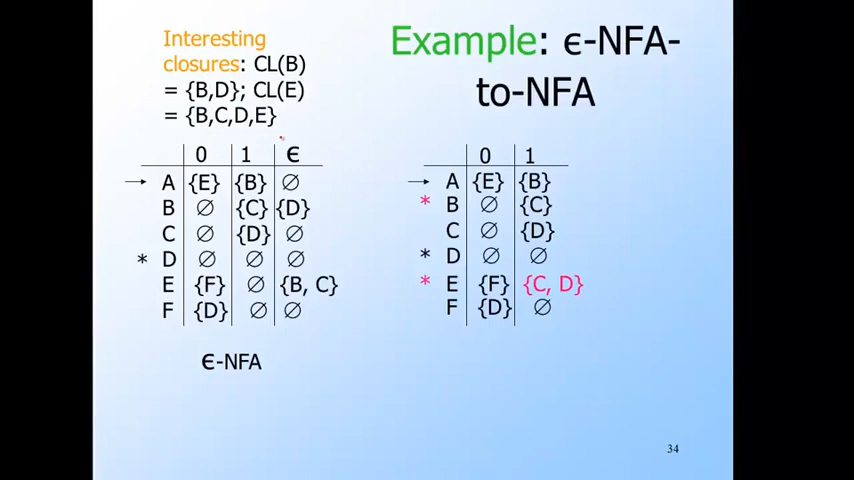 Interesting
closures: CL(B)
= {B,D}; CL(E)
= {B,C,D,E}
Example: ϵ-NFA-
to-NFA
0 1 ϵ
→ A {E} {B} ∅
B ∅ {C} {D}
C ∅ {D} ∅
* D ∅ ∅ ∅
E {F} ∅ {B, C}
F {D} ∅ ∅
ϵ-NFA
0 1
→ A {E} {B}
* B ∅ {C}
C ∅ {D}
* D ∅ ∅
* E {F} {C, D}
F {D} ∅
34